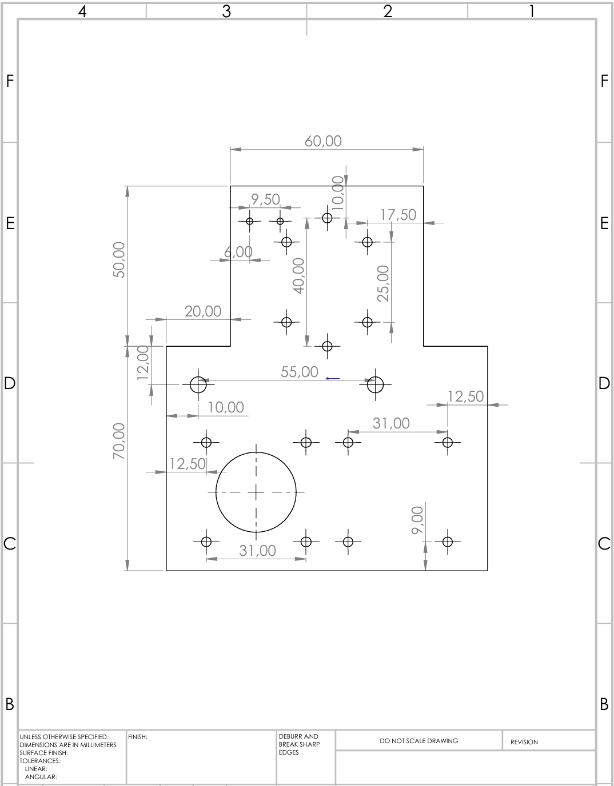 4 3 2 1
F F
60,00
9,50 10,00 17,50
E E
6,00
50,00 40,00 25,00
20,00
12,00
55,00
D D
12,50
10,00
31,00
70,00
12,50
9,00
C C
31,00
B B
UNLESS OTHERWISE SPECIFIED:
DIMENSIONS ARE IN MILLIMETERS
SURFACE FINISH:
TOLERANCES:
LINEAR:
ANGULAR:
FINISH:
DEBURR AND
BREAK SHARP
EDGES
DO NOT SCALE DRAWING
REVISION